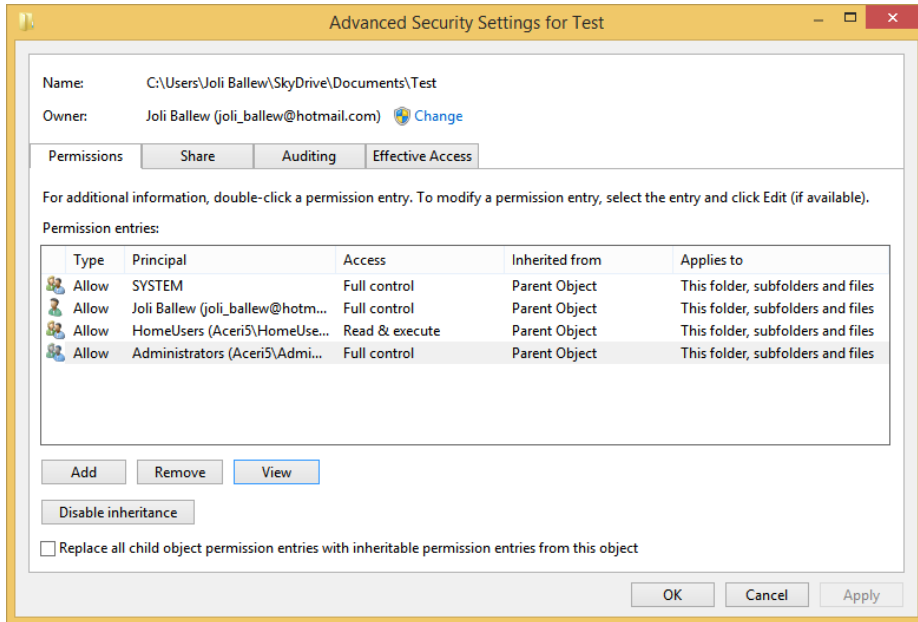 Advanced Security Settings for Test
Name: C:\Users\Joli Ballew\SkyDrive\Documents\Test
Owner: Joli Ballew (joli_ballew@hotmail.com) Change
Permissions Share Auditing Effective Access
For additional information, double-click a permission entry. To modify a permission entry, select the entry and click Edit (if available).
Permission entries:
Type Principal Access Inherited from Applies to
Allow SYSTEM Full control Parent Object This folder, subfolders and files
Allow Joli Ballew (joli_ballew@hotm... Full control Parent Object This folder, subfolders and files
Allow HomeUsers (Aceri5\HomeUse... Read & execute Parent Object This folder, subfolders and files
Allow Administrators (Aceri5\Admi... Full control Parent Object This folder, subfolders and files
Add Remove View
Disable inheritance
Replace all child object permission entries with inheritable permission entries from this object
OK Cancel Apply